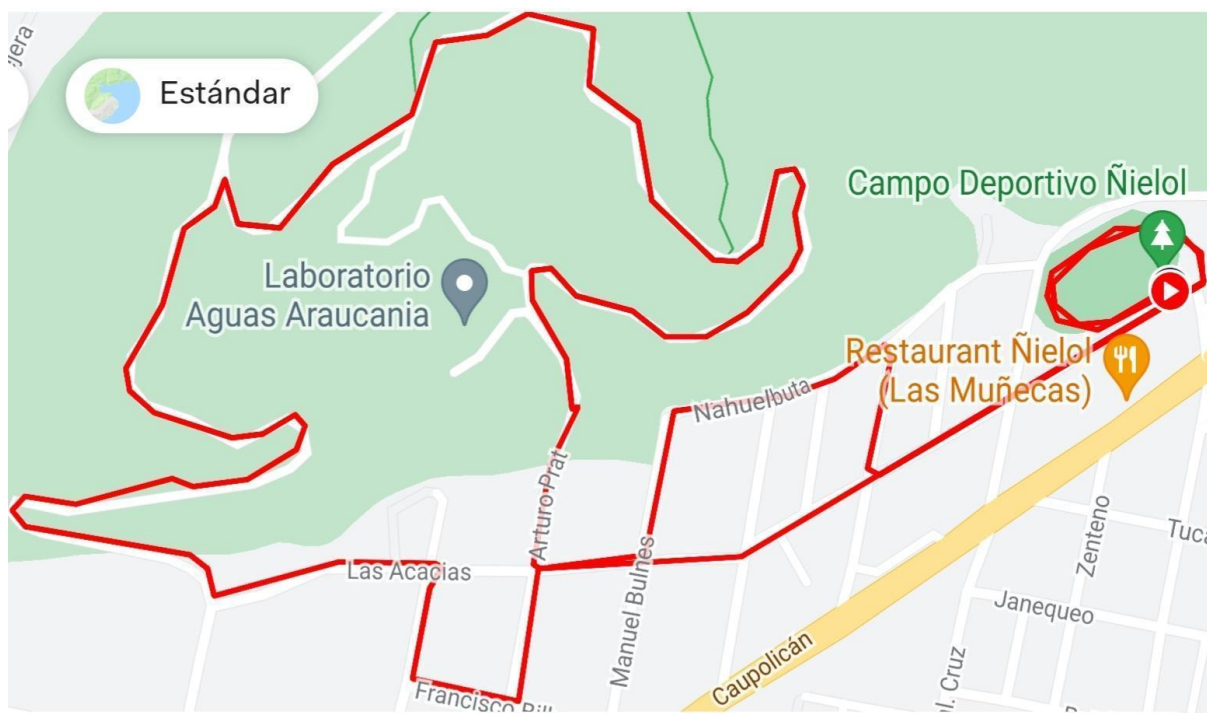 Estándar
Campo Deportivo Ñielol
Laboratorio
Aguas Araucania
Restaurant Ñielol
(Las Muñecas)
Nahuelbuta
Arturo Prat
Las Acacias
Manuel Bulnes
Zenteno
Janequeo
Caupolicán
Cruz
Francisco